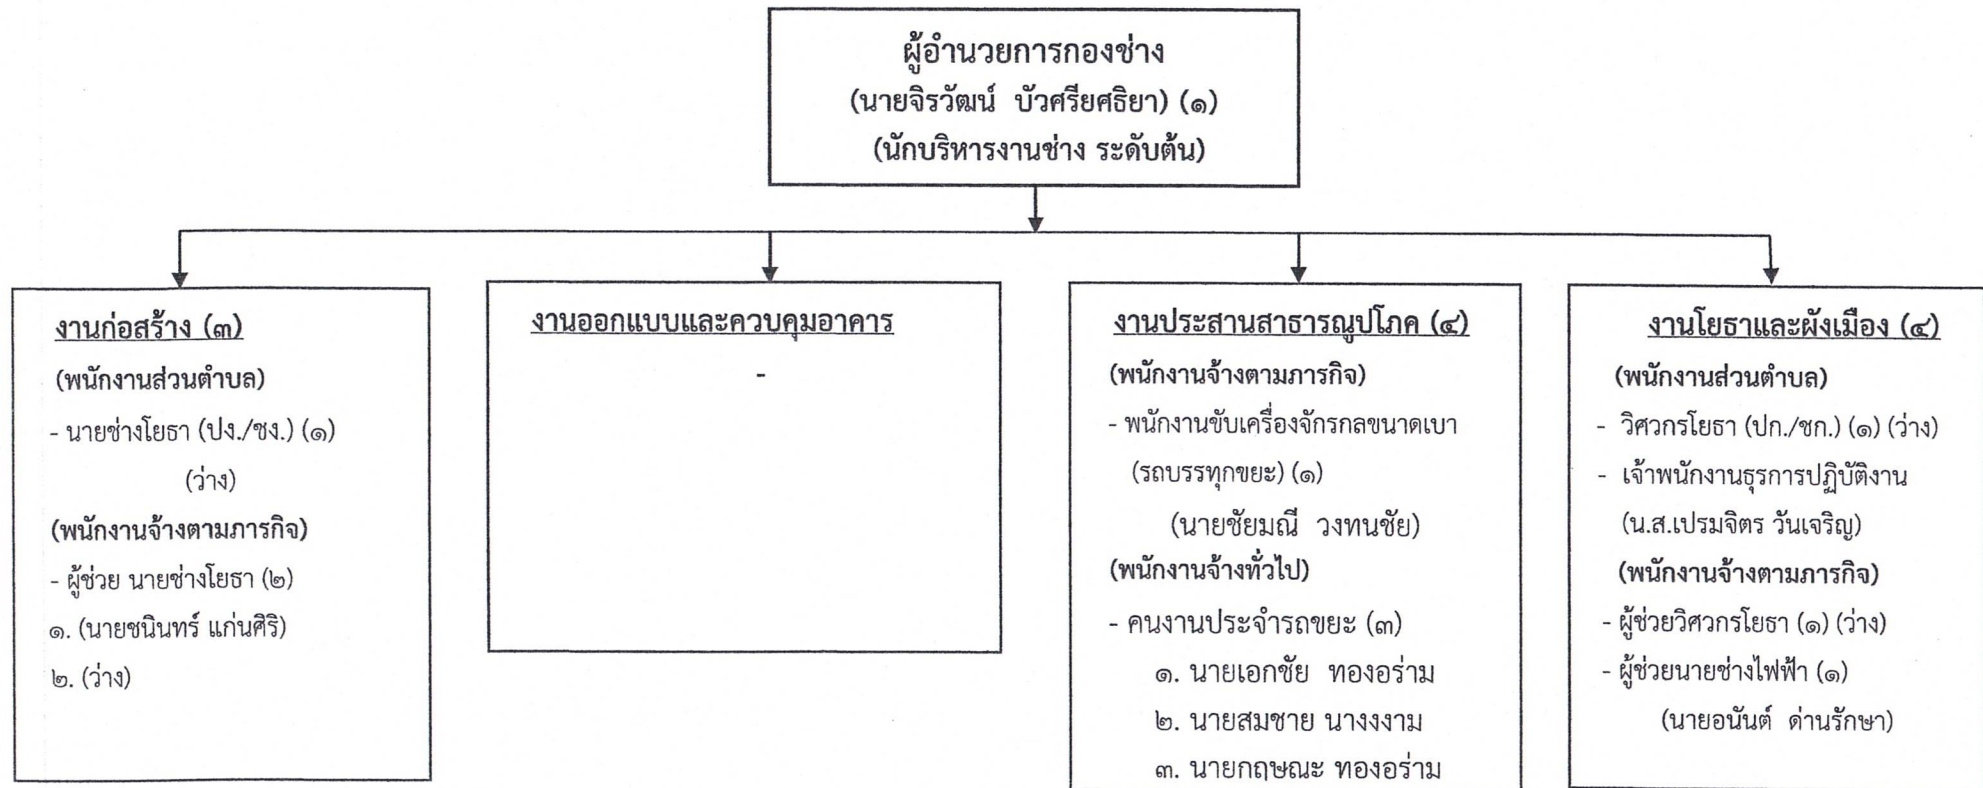 ผู้อำนวยการกองช่าง
(นายจิรวัฒน์ บัวศรียศธิยา) (๑)
(นักบริหารงานช่าง ระดับต้น)
งานก่อสร้าง (๓)
(พนักงานส่วนตำบล)
- นายช่างโยธา (ปง./ชง.) (๑)
(ว่าง)
(พนักงานจ้างตามภารกิจ)
- ผู้ช่วย นายช่างโยธา (๒)
๑. (นายชนินทร์ แก่นศิริ)
๒. (ว่าง)
งานออกแบบและควบคุมอาคาร
-
งานประสานสาธารณูปโภค (๔)
(พนักงานจ้างตามภารกิจ)
- พนักงานขับเครื่องจักรกลขนาดเบา
(รถบรรทุกขยะ) (๑)
(นายชัยมณี วงทนชัย)
(พนักงานจ้างทั่วไป)
- คนงานประจำรถขยะ (๓)
๑. นายเอกชัย ทองอร่าม
๒. นายสมชาย นางงงาม
๓. นายกฤษณะ ทองอร่าม
งานโยธาและผังเมือง (๔)
(พนักงานส่วนตำบล)
- วิศวกรโยธา (ปก./ชก.) (๑) (ว่าง)
- เจ้าพนักงานธุรการปฏิบัติงาน
(น.ส.เปรมจิตร วันเจริญ)
(พนักงานจ้างตามภารกิจ)
- ผู้ช่วยวิศวกรโยธา (๑) (ว่าง)
- ผู้ช่วยนายช่างไฟฟ้า (๑)
(นายอนันต์ ด่านรักษา)